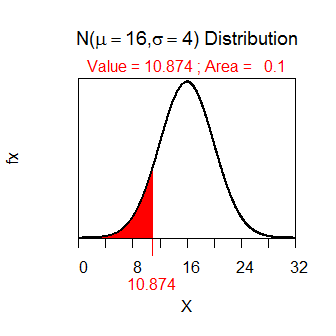 N(μ = 16,σ = 4) Distribution
Value = 10.874 ; Area = 0.1
fx
0 8 16 24 32
10.874
X